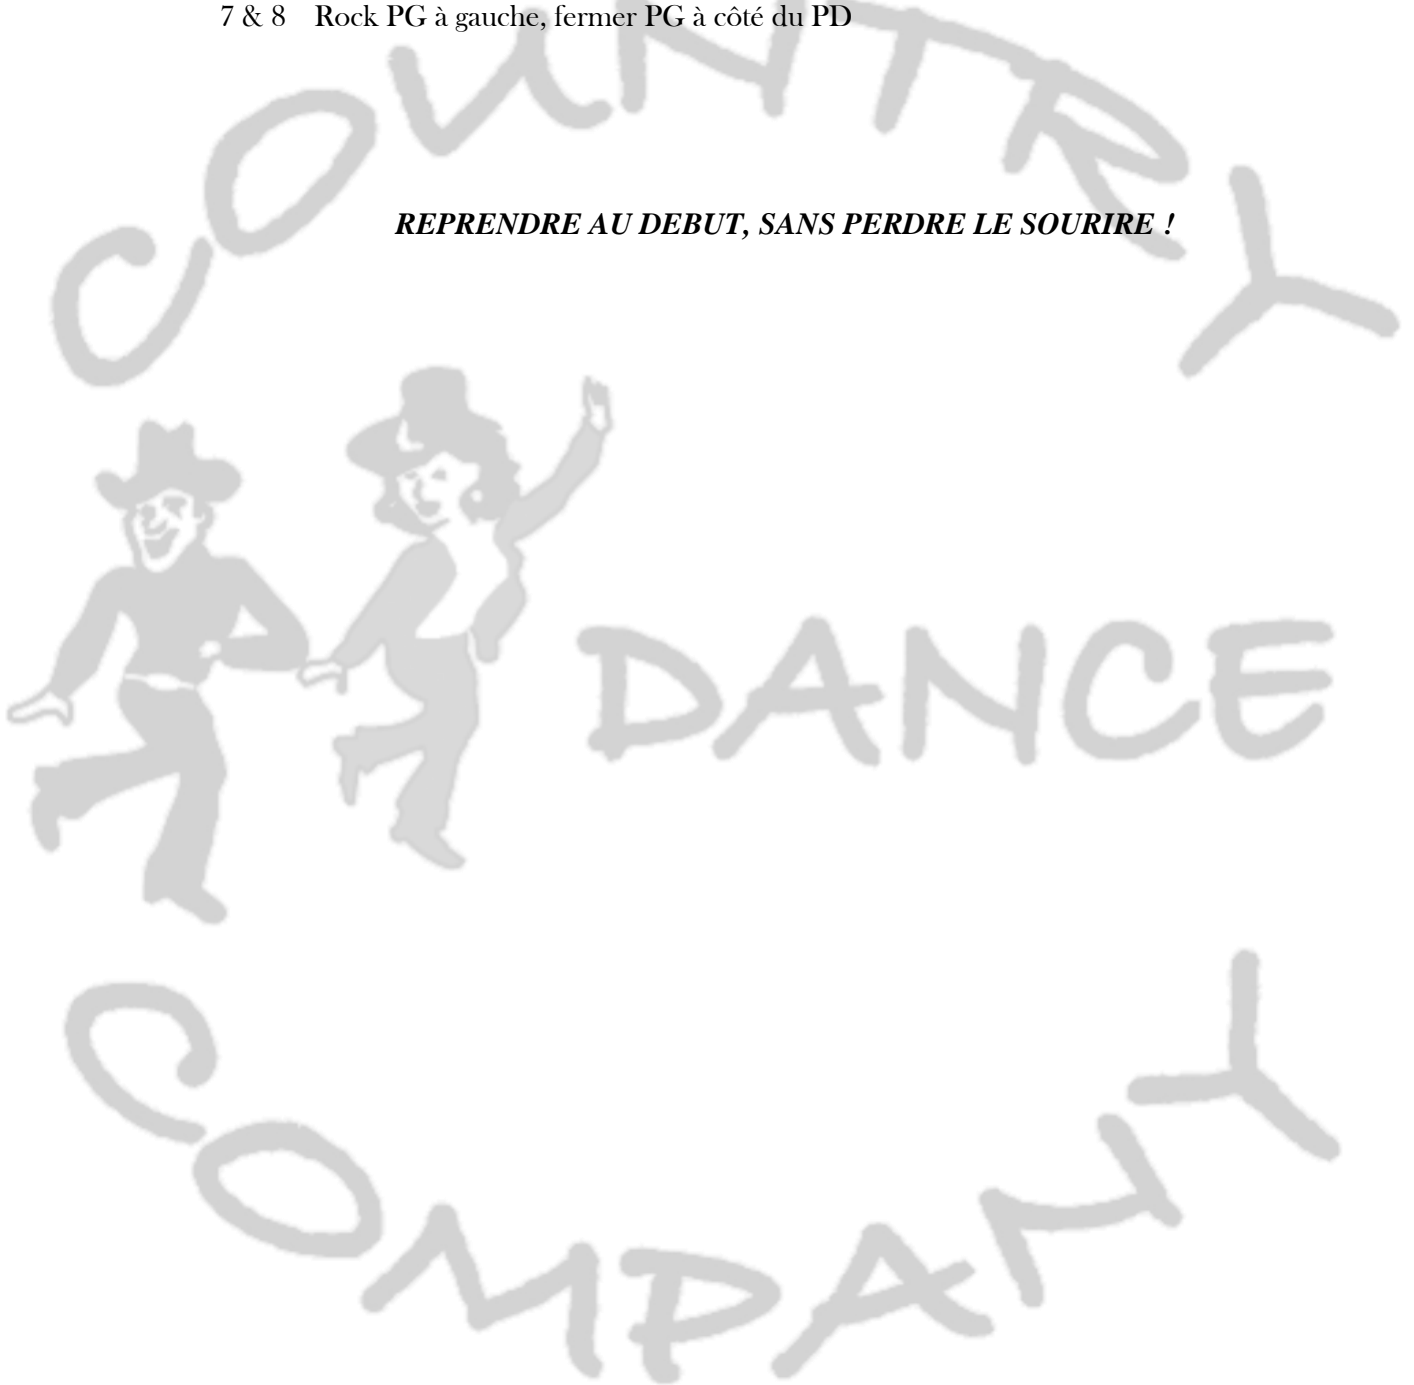 7 & 8 Rock PG à gauche, fermer PG à côté du PD
COUNTRY
REPRENDRE AU DEBUT, SANS PERDRE LE SOURIRE !
DANCE
COMPANY